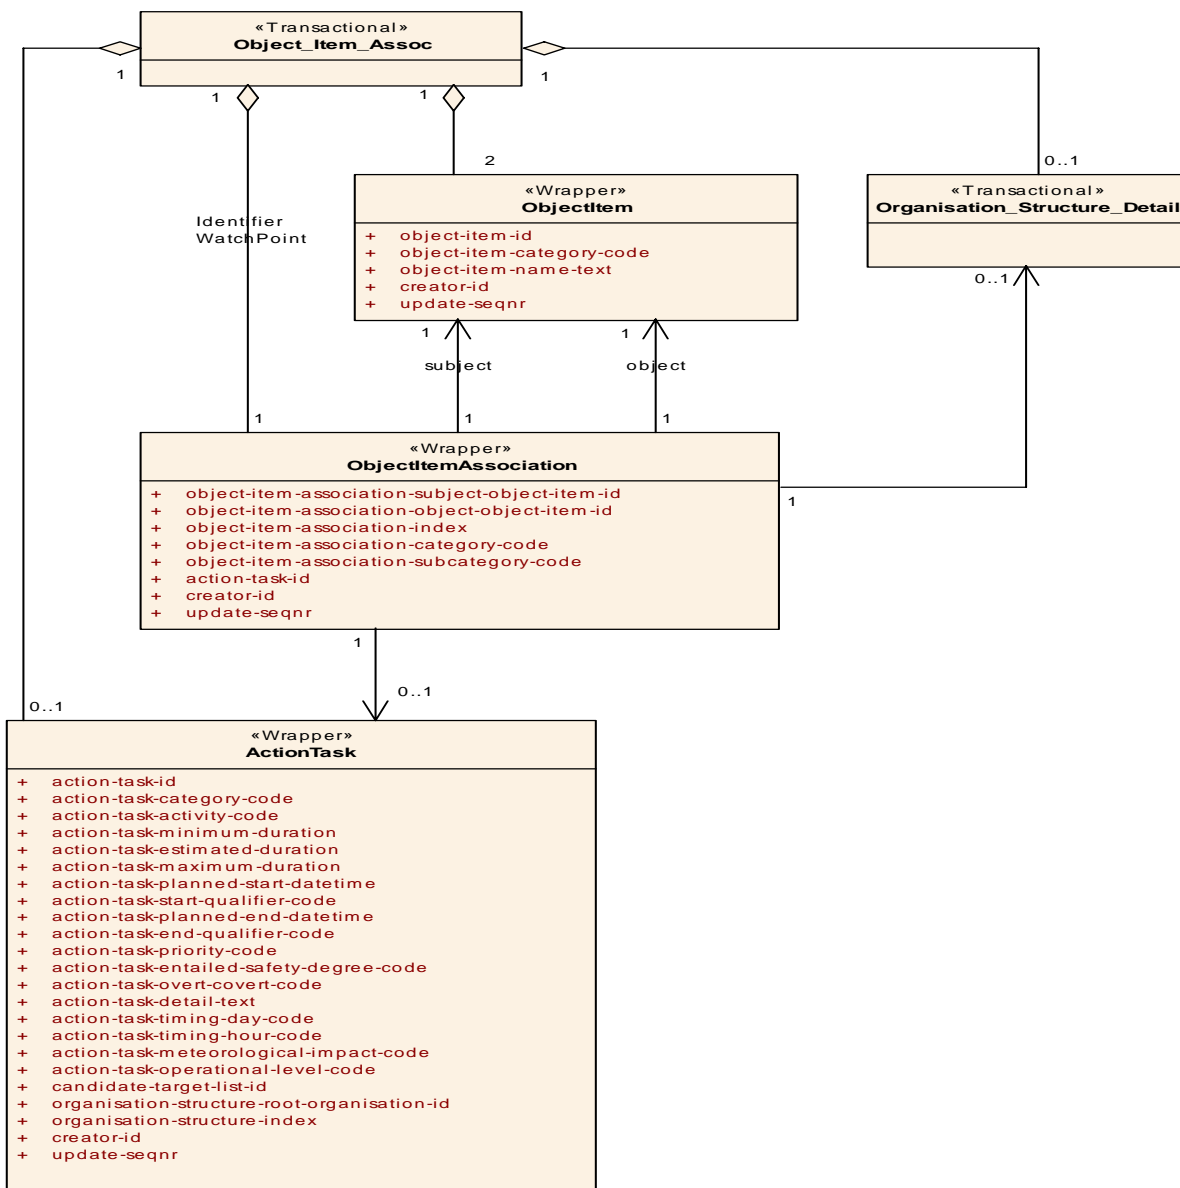 «Transactional»
Object_Item_Assoc
1
1
1
1
2
0..1
«Wrapper»
ObjectItem
+ object-item-id
+ object-item-category-code
+ object-item-name-text
+ creator-id
+ update-seqnr
«Transactional»
Organisation_Structure_Detail
Identifier
WatchPoint
0..1
1
1
subject
object
1
1
1
«Wrapper»
ObjectItemAssociation
+ object-item-association-subject-object-item-id
+ object-item-association-object-object-item-id
+ object-item-association-index
+ object-item-association-category-code
+ object-item-association-subcategory-code
+ action-task-id
+ creator-id
+ update-seqnr
1
1
0..1
0..1
«Wrapper»
ActionTask
+ action-task-id
+ action-task-category-code
+ action-task-activity-code
+ action-task-minimum-duration
+ action-task-estimated-duration
+ action-task-maximum-duration
+ action-task-planned-start-datetime
+ action-task-start-qualifier-code
+ action-task-planned-end-datetime
+ action-task-end-qualifier-code
+ action-task-priority-code
+ action-task-entailed-safety-degree-code
+ action-task-overt-covert-code
+ action-task-detail-text
+ action-task-timing-day-code
+ action-task-timing-hour-code
+ action-task-meteorological-impact-code
+ action-task-operational-level-code
+ candidate-target-list-id
+ organisation-structure-root-organisation-id
+ organisation-structure-index
+ creator-id
+ update-seqnr